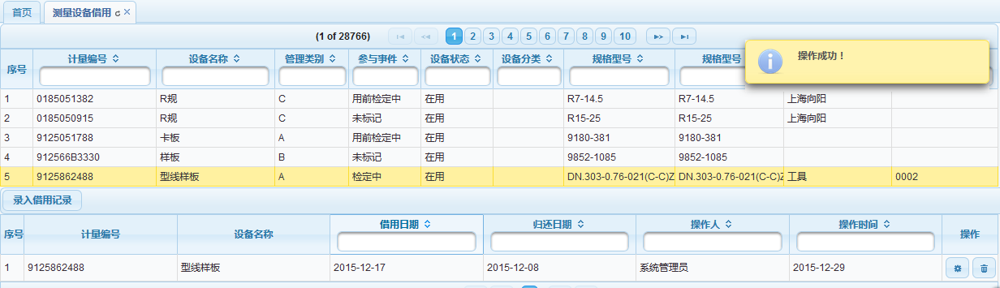 首页 测量设备借用
(1 of 28766) 1 2 3 4 5 6 7 8 9 10
操作成功！
序号 计量编号 设备名称 管理类别 参与事件 设备状态 设备分类 规格型号 规格型号
1 0185051382 R规 C 用前检定中 在用 R7-14.5 R7-14.5 上海向阳
2 0185050915 R规 C 未标记 在用 R15-25 R15-25 上海向阳
3 9125051788 卡板 A 用前检定中 在用 9180-381 9180-381
4 912566B3330 样板 B 未标记 在用 9852-1085 9852-1085
5 9125862488 型线样板 A 检定中 在用 DN.303-0.76-021(C-C)Z DN.303-0.76-021(C-C)Z 工具 0002
录入借用记录
序号 计量编号 设备名称 借用日期 归还日期 操作人 操作时间 操作
1 9125862488 型线样板 2015-12-17 2015-12-08 系统管理员 2015-12-29